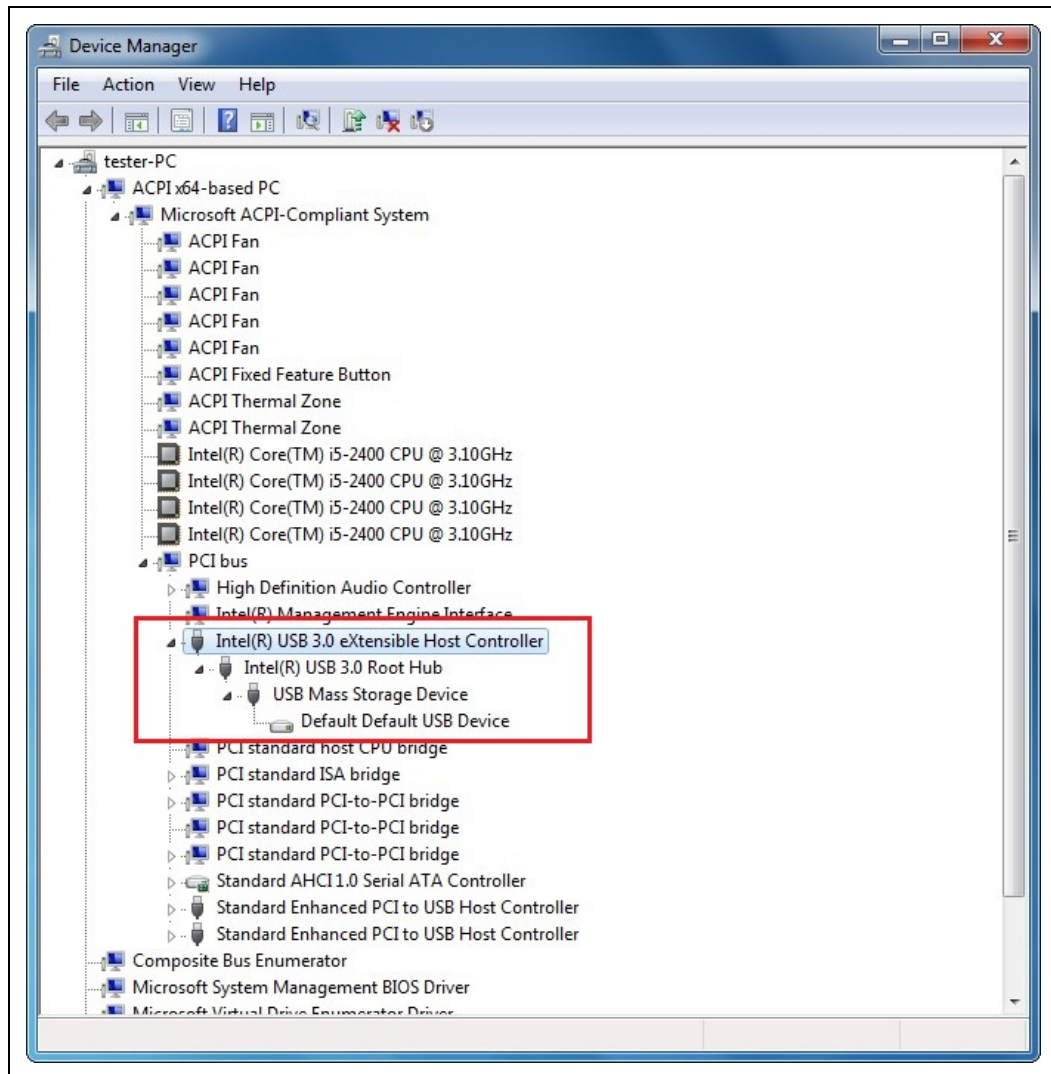 Device Manager
File Action View Help
tester-PC
ACPI x64-based PC
Microsoft ACPI-Compliant System
ACPI Fan
ACPI Fan
ACPI Fan
ACPI Fan
ACPI Fan
ACPI Fixed Feature Button
ACPI Thermal Zone
ACPI Thermal Zone
Intel(R) Core(TM) i5-2400 CPU @ 3.10GHz
Intel(R) Core(TM) i5-2400 CPU @ 3.10GHz
Intel(R) Core(TM) i5-2400 CPU @ 3.10GHz
Intel(R) Core(TM) i5-2400 CPU @ 3.10GHz
PCI bus
High Definition Audio Controller
Intel(R) Management Engine Interface
Intel(R) USB 3.0 eXtensible Host Controller
Intel(R) USB 3.0 Root Hub
USB Mass Storage Device
Default Default USB Device
PCI standard host CPU bridge
PCI standard ISA bridge
PCI standard PCI-to-PCI bridge
PCI standard PCI-to-PCI bridge
PCI standard PCI-to-PCI bridge
Standard AHCI 1.0 Serial ATA Controller
Standard Enhanced PCI to USB Host Controller
Standard Enhanced PCI to USB Host Controller
Composite Bus Enumerator
Microsoft System Management BIOS Driver
Microsoft Virtual Drive Enumerator Driver